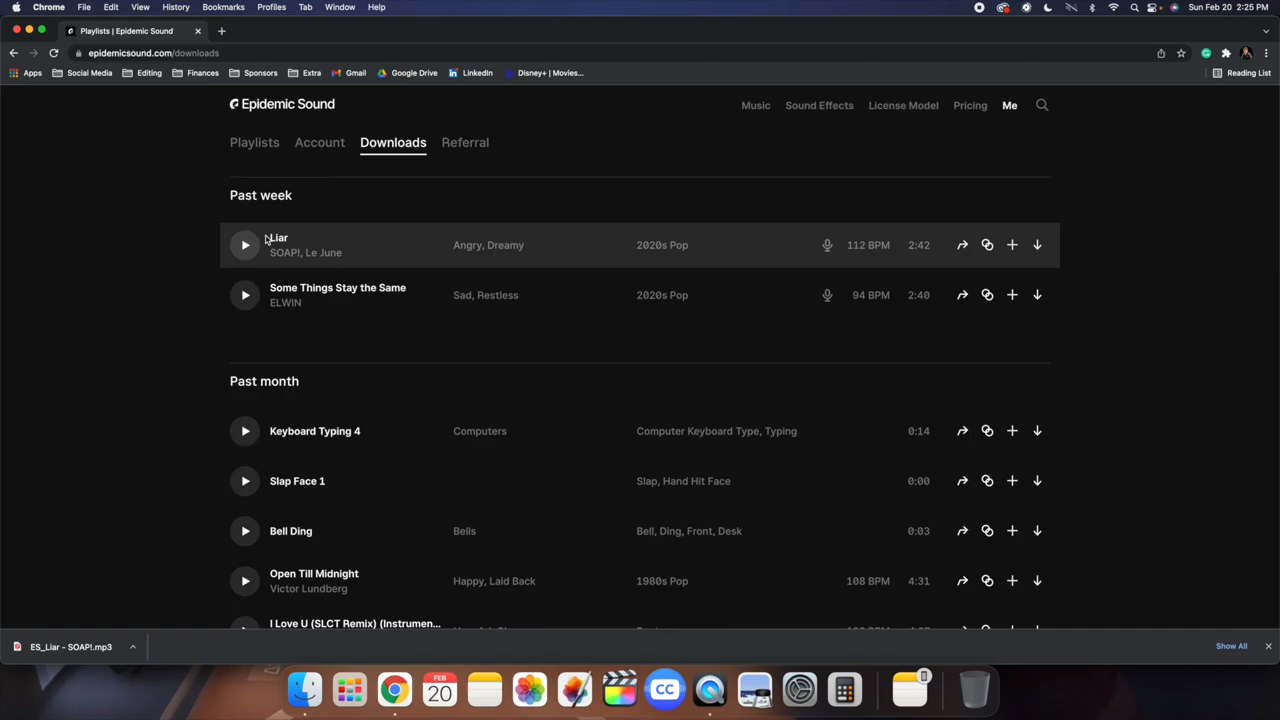 Chrome File Edit View History Bookmarks Profiles Tab Window Help Sun Feb 20 2:25 PM
Playlists | Epidemic Sound
epidemicsound.com/downloads
Apps Social Media Editing Finances Sponsors Extra Gmail Google Drive LinkedIn Disney+ | Movies... Reading List
Epidemic Sound Music Sound Effects License Model Pricing Me
Playlists Account Downloads Referral
Past week
Liar
SOAP!, Le June Angry, Dreamy 2020s Pop 112 BPM 2:42
Some Things Stay the Same
ELWIN Sad, Restless 2020s Pop 94 BPM 2:40
Past month
Keyboard Typing 4 Computers Computer Keyboard Type, Typing 0:14
Slap Face 1 Slap, Hand Hit Face 0:00
Bell Ding Bells Bell, Ding, Front, Desk 0:03
Open Till Midnight
Victor Lundberg Happy, Laid Back 1980s Pop 108 BPM 4:31
I Love U (SLCT Remix) (Instrumen...
ES_Liar - SOAP!.mp3 Show All
FEB
20
CC